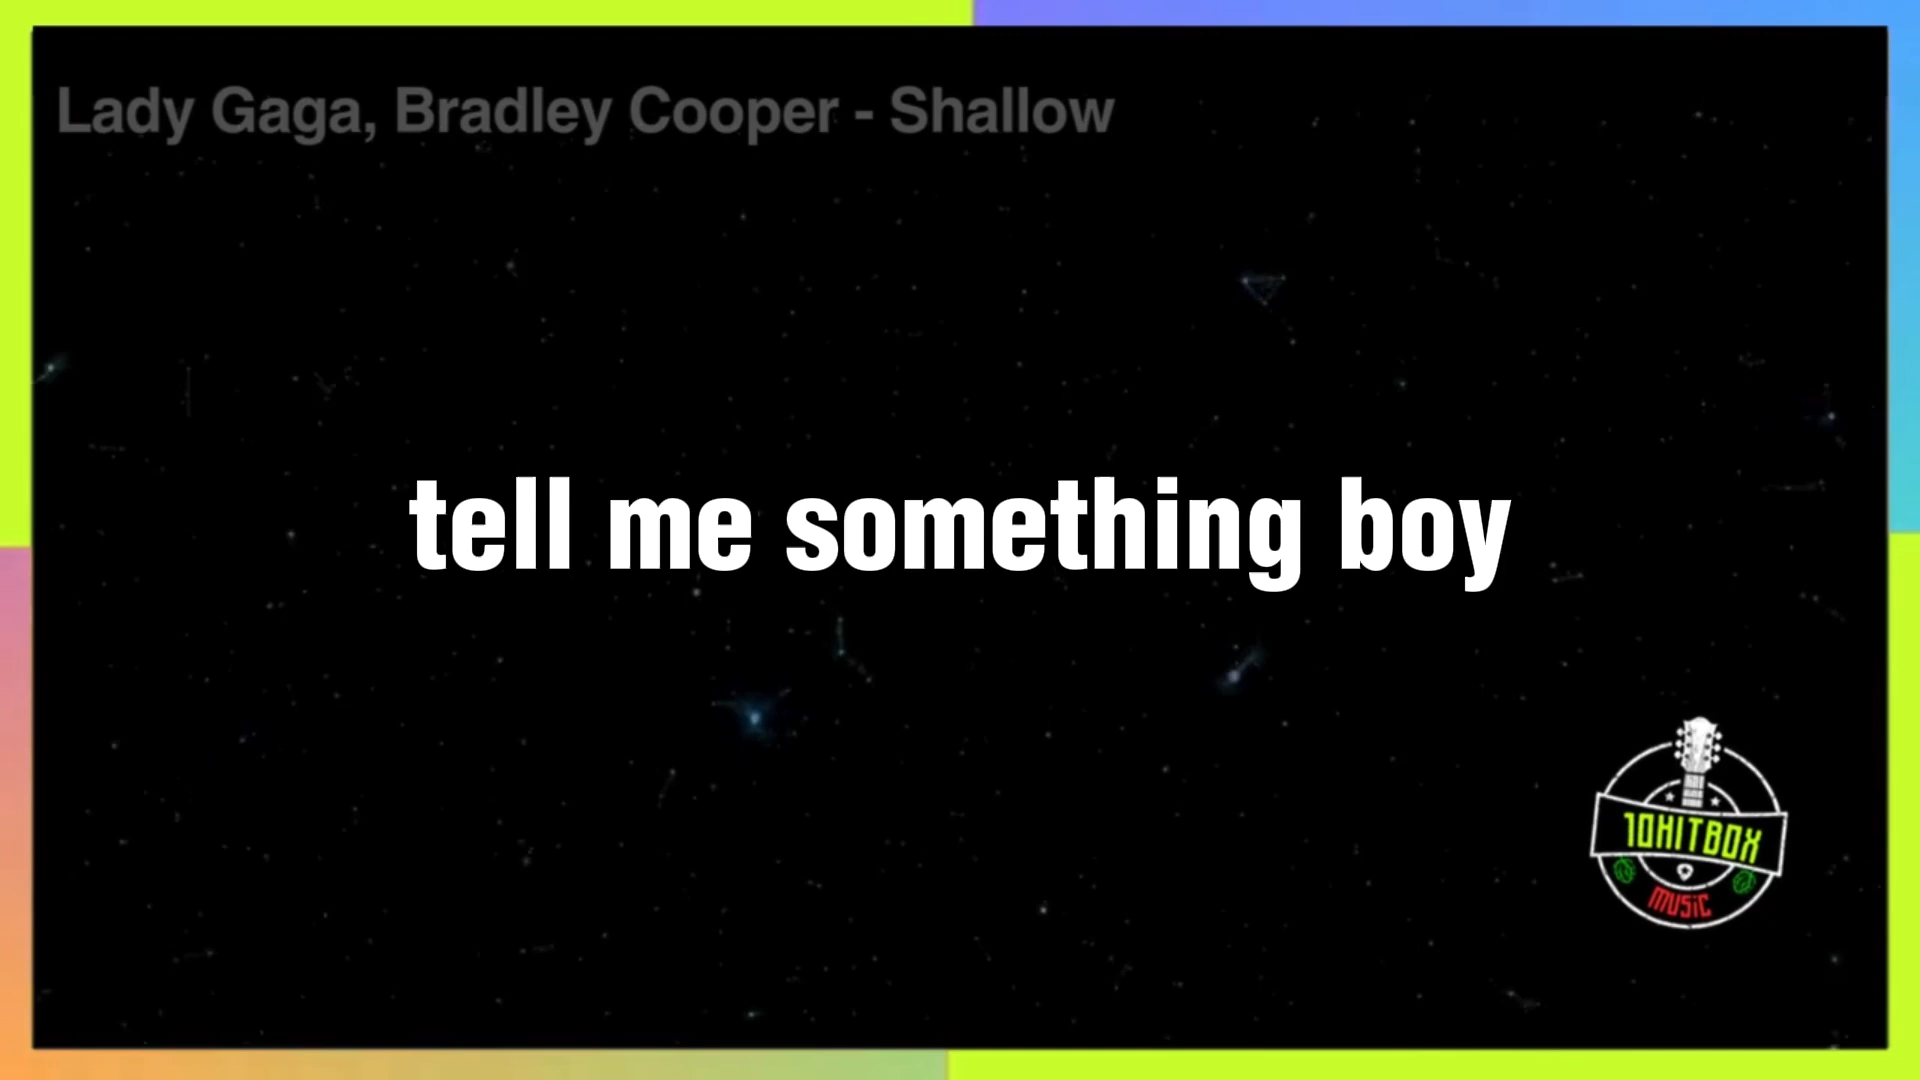 Lady Gaga, Bradley Cooper - Shallow
tell me something boy
10HITBOX
MUSIC